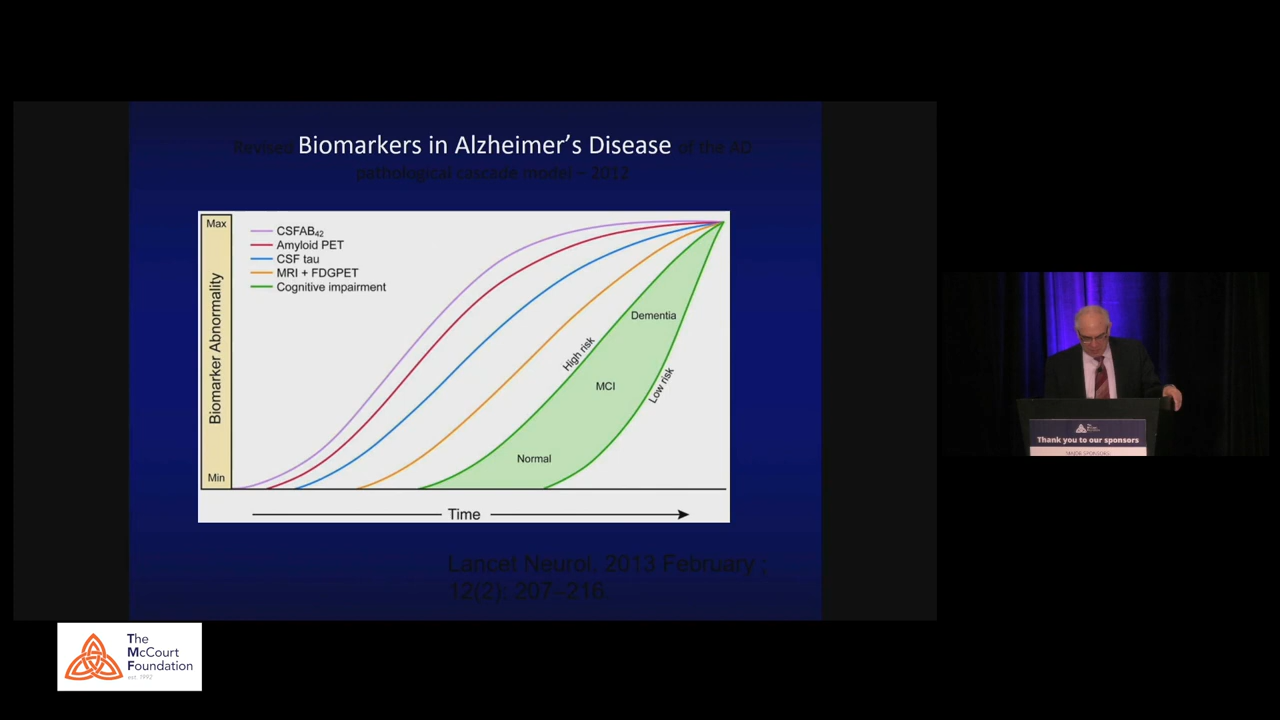 Revised Biomarkers in Alzheimer’s Disease of the AD
pathological cascade model – 2012
Max
CSFAB42
Amyloid PET
CSF tau
MRI + FDGPET
Cognitive impairment
Biomarker Abnormality
Dementia
High risk
MCI
Low risk
Normal
Min
Time
Lancet Neurol. 2013 February ;
12(2): 207–216.
Thank you to our sponsors
MAJOR SPONSORS:
The
McCourt
Foundation
est. 1992